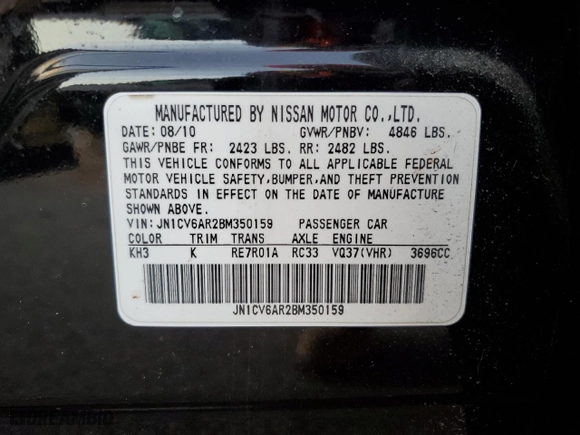 MANUFACTURED BY NISSAN MOTOR CO.,LTD.
DATE: 08/10 GVWR/PNBV: 4846 LBS.
GAWR/PNBE FR: 2423 LBS. RR: 2482 LBS.
THIS VEHICLE CONFORMS TO ALL APPLICABLE FEDERAL
MOTOR VEHICLE SAFETY, BUMPER, AND THEFT PREVENTION
STANDARDS IN EFFECT ON THE DATE OF MANUFACTURE
SHOWN ABOVE.
VIN: JN1CV6AR2BM350159 PASSENGER CAR
COLOR TRIM TRANS AXLE ENGINE
KH3 K RE7R01A RC33 VQ37(VHR) 3696CC
JN1CV6AR2BM350159